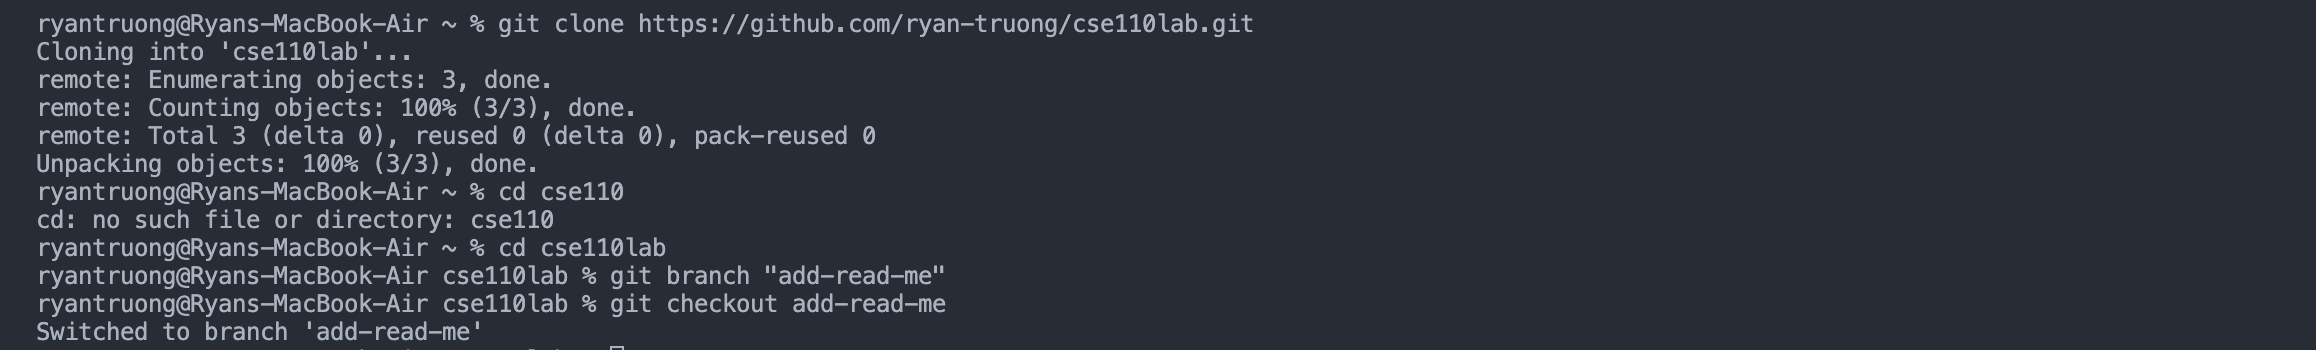 ryantruong@Ryans-MacBook-Air ~ % git clone https://github.com/ryan-truong/cse110lab.git
Cloning into 'cse110lab'...
remote: Enumerating objects: 3, done.
remote: Counting objects: 100% (3/3), done.
remote: Total 3 (delta 0), reused 0 (delta 0), pack-reused 0
Unpacking objects: 100% (3/3), done.
ryantruong@Ryans-MacBook-Air ~ % cd cse110
cd: no such file or directory: cse110
ryantruong@Ryans-MacBook-Air ~ % cd cse110lab
ryantruong@Ryans-MacBook-Air cse110lab % git branch "add-read-me"
ryantruong@Ryans-MacBook-Air cse110lab % git checkout add-read-me
Switched to branch 'add-read-me'